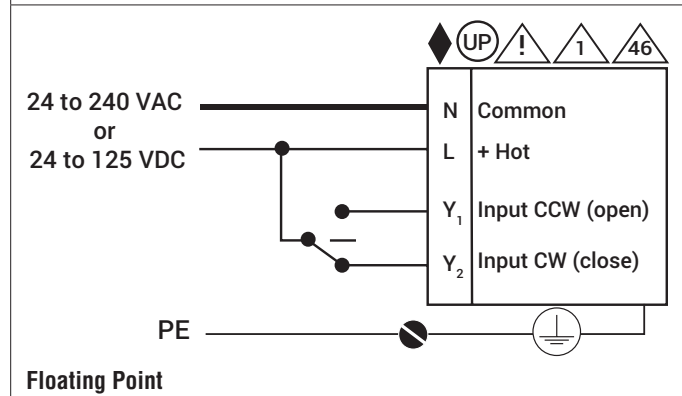 UP ! 1 46
24 to 240 VAC
or
24 to 125 VDC
N Common
L + Hot
Y₁ Input CCW (open)
Y₂ Input CW (close)
PE
Floating Point